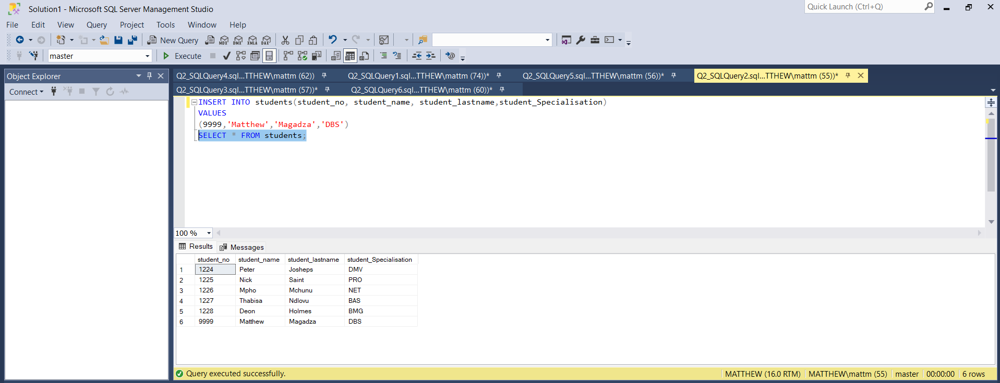 Solution1 - Microsoft SQL Server Management Studio
Quick Launch (Ctrl+Q)
File Edit View Query Project Tools Window Help
New Query MDX DMX XMLA DAX
master Execute
Object Explorer
Connect
Q2_SQLQuery4.sql...TTHEW\mattm (62)) Q2_SQLQuery1.sql...TTHEW\mattm (74))* Q2_SQLQuery5.sql...TTHEW\mattm (56))* Q2_SQLQuery2.sql...TTHEW\mattm (55))*
Q2_SQLQuery3.sql...TTHEW\mattm (57))* Q2_SQLQuery6.sql...TTHEW\mattm (60))*
INSERT INTO students(student_no, student_name, student_lastname,student_Specialisation)
VALUES
(9999,'Matthew','Magadza','DBS')
SELECT * FROM students;
100 %
Results Messages
student_no student_name student_lastname student_Specialisation
1 1224 Peter Josheps DMV
2 1225 Nick Saint PRO
3 1226 Mpho Mchunu NET
4 1227 Thabisa Ndlovu BAS
5 1228 Deon Holmes BMG
6 9999 Matthew Magadza DBS
Query executed successfully. MATTHEW (16.0 RTM) MATTHEW\mattm (55) master 00:00:00 6 rows